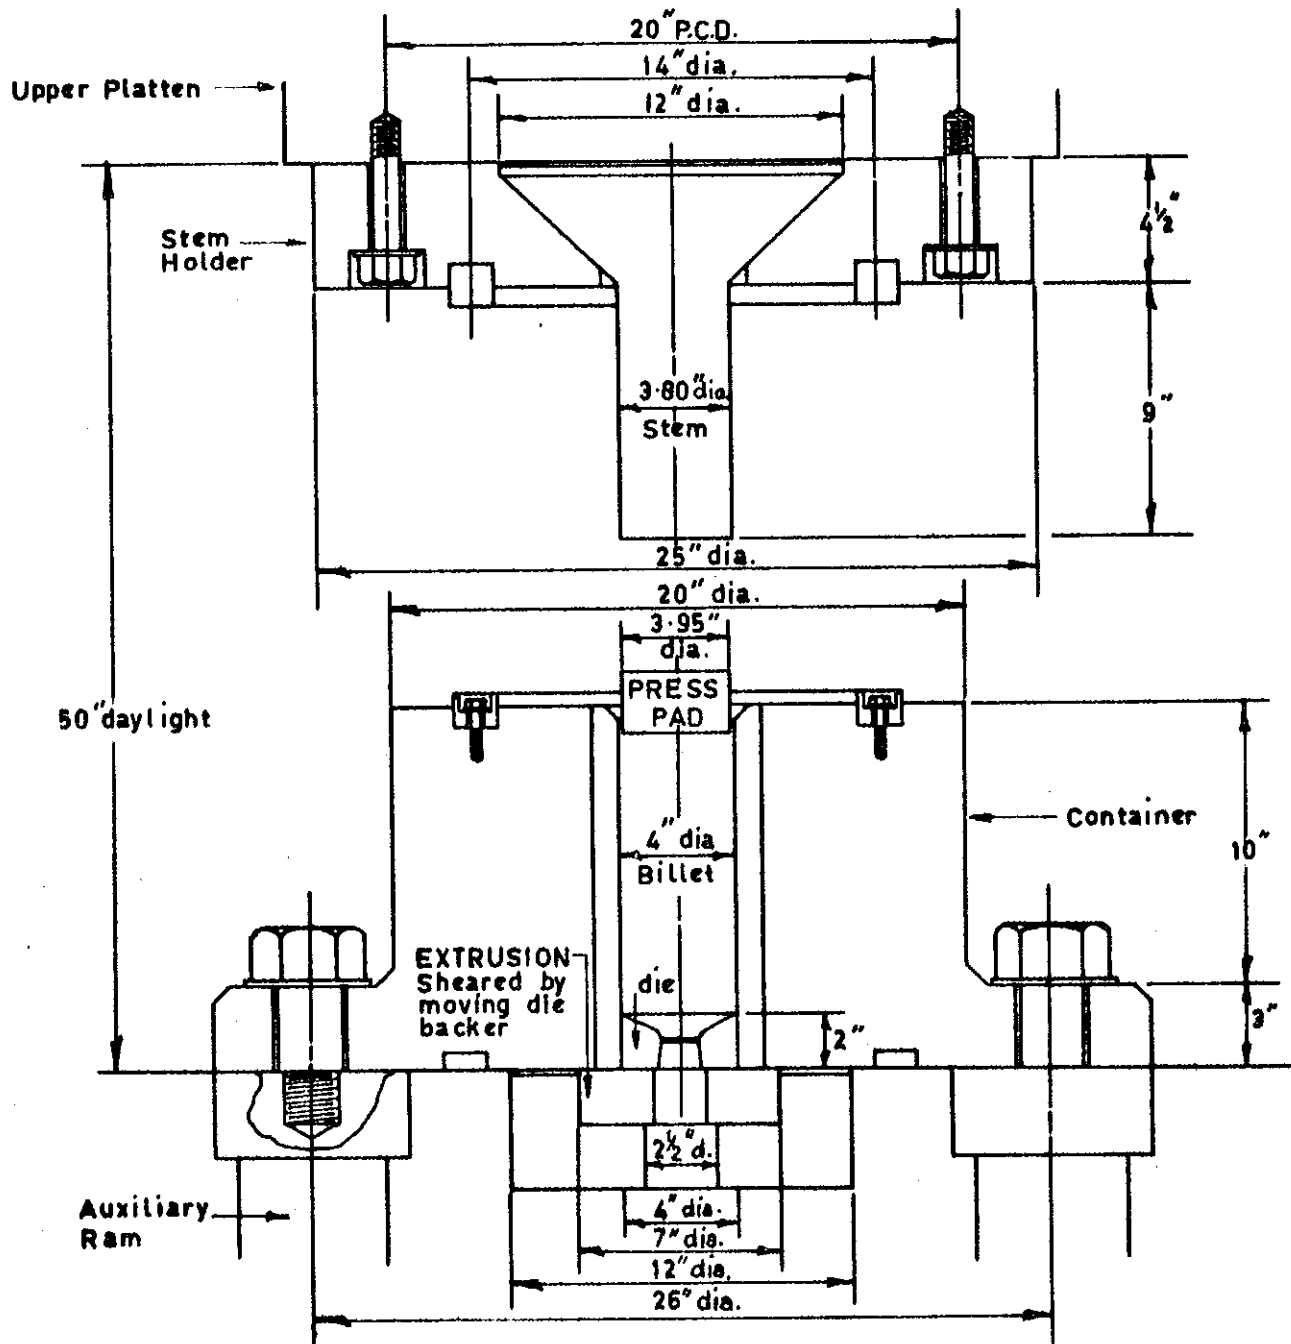 20" P.C.D.
14" dia.
12" dia.
Upper Platten
Stem
Holder
4½"
3·80" dia.
Stem
9"
25" dia.
20" dia.
3·95"
dia.
PRESS
PAD
50" daylight
4" dia
Billet
Container
10"
EXTRUSION
Sheared by
moving die
backer
die
2"
3"
2½" d.
Auxiliary
Ram
4" dia.
7" dia.
12" dia.
26" dia.